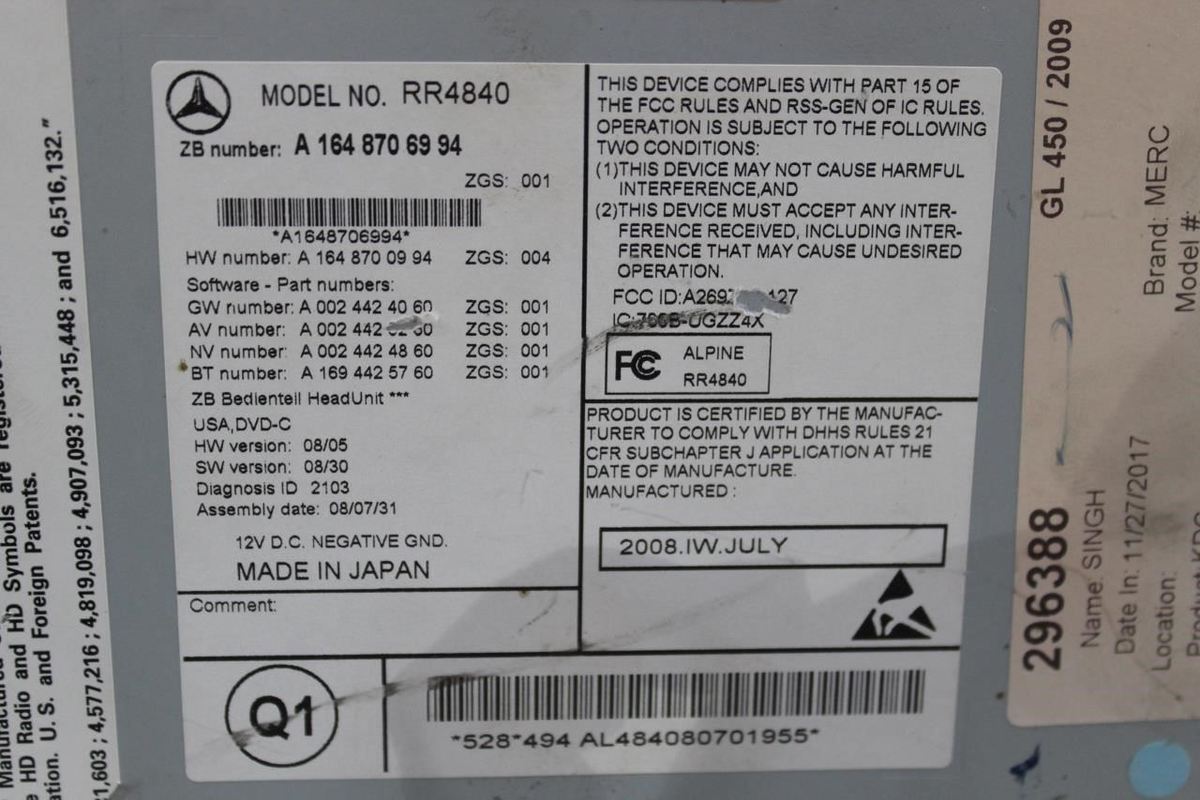 MODEL NO. RR4840
ZB number: A 164 870 69 94
ZGS: 001
*A1648706994*
HW number: A 164 870 09 94 ZGS: 004
Software - Part numbers:
GW number: A 002 442 40 60 ZGS: 001
AV number: A 002 442 ZGS: 001
NV number: A 002 442 48 60 ZGS: 001
BT number: A 169 442 57 60 ZGS: 001
ZB Bedienteil HeadUnit ***
USA,DVD-C
HW version: 08/05
SW version: 08/30
Diagnosis ID 2103
Assembly date: 08/07/31
12V D.C. NEGATIVE GND.
MADE IN JAPAN
Comment:
THIS DEVICE COMPLIES WITH PART 15 OF
THE FCC RULES AND RSS-GEN OF IC RULES.
OPERATION IS SUBJECT TO THE FOLLOWING
TWO CONDITIONS:
(1)THIS DEVICE MAY NOT CAUSE HARMFUL
INTERFERENCE,AND
(2)THIS DEVICE MUST ACCEPT ANY INTER-
FERENCE RECEIVED, INCLUDING INTER-
FERENCE THAT MAY CAUSE UNDESIRED
OPERATION.
FCC ID:
IC:
FC ALPINE
RR4840
PRODUCT IS CERTIFIED BY THE MANUFAC-
TURER TO COMPLY WITH DHHS RULES 21
CFR SUBCHAPTER J APPLICATION AT THE
DATE OF MANUFACTURE.
MANUFACTURED :
2008.IW.JULY
Q1
*528*494 AL484080701955*
Manufactured
HD Radio and HD Symbols are
U. S. and Foreign Patents.
4,577,216 ; 4,819,098 ; 4,907,093 ; 5,315,448 ; and 6,516,132."
296388
GL 450 / 2009
Name: SINGH
Date In: 11/27/2017
Brand: MERC
Location:
Model #: